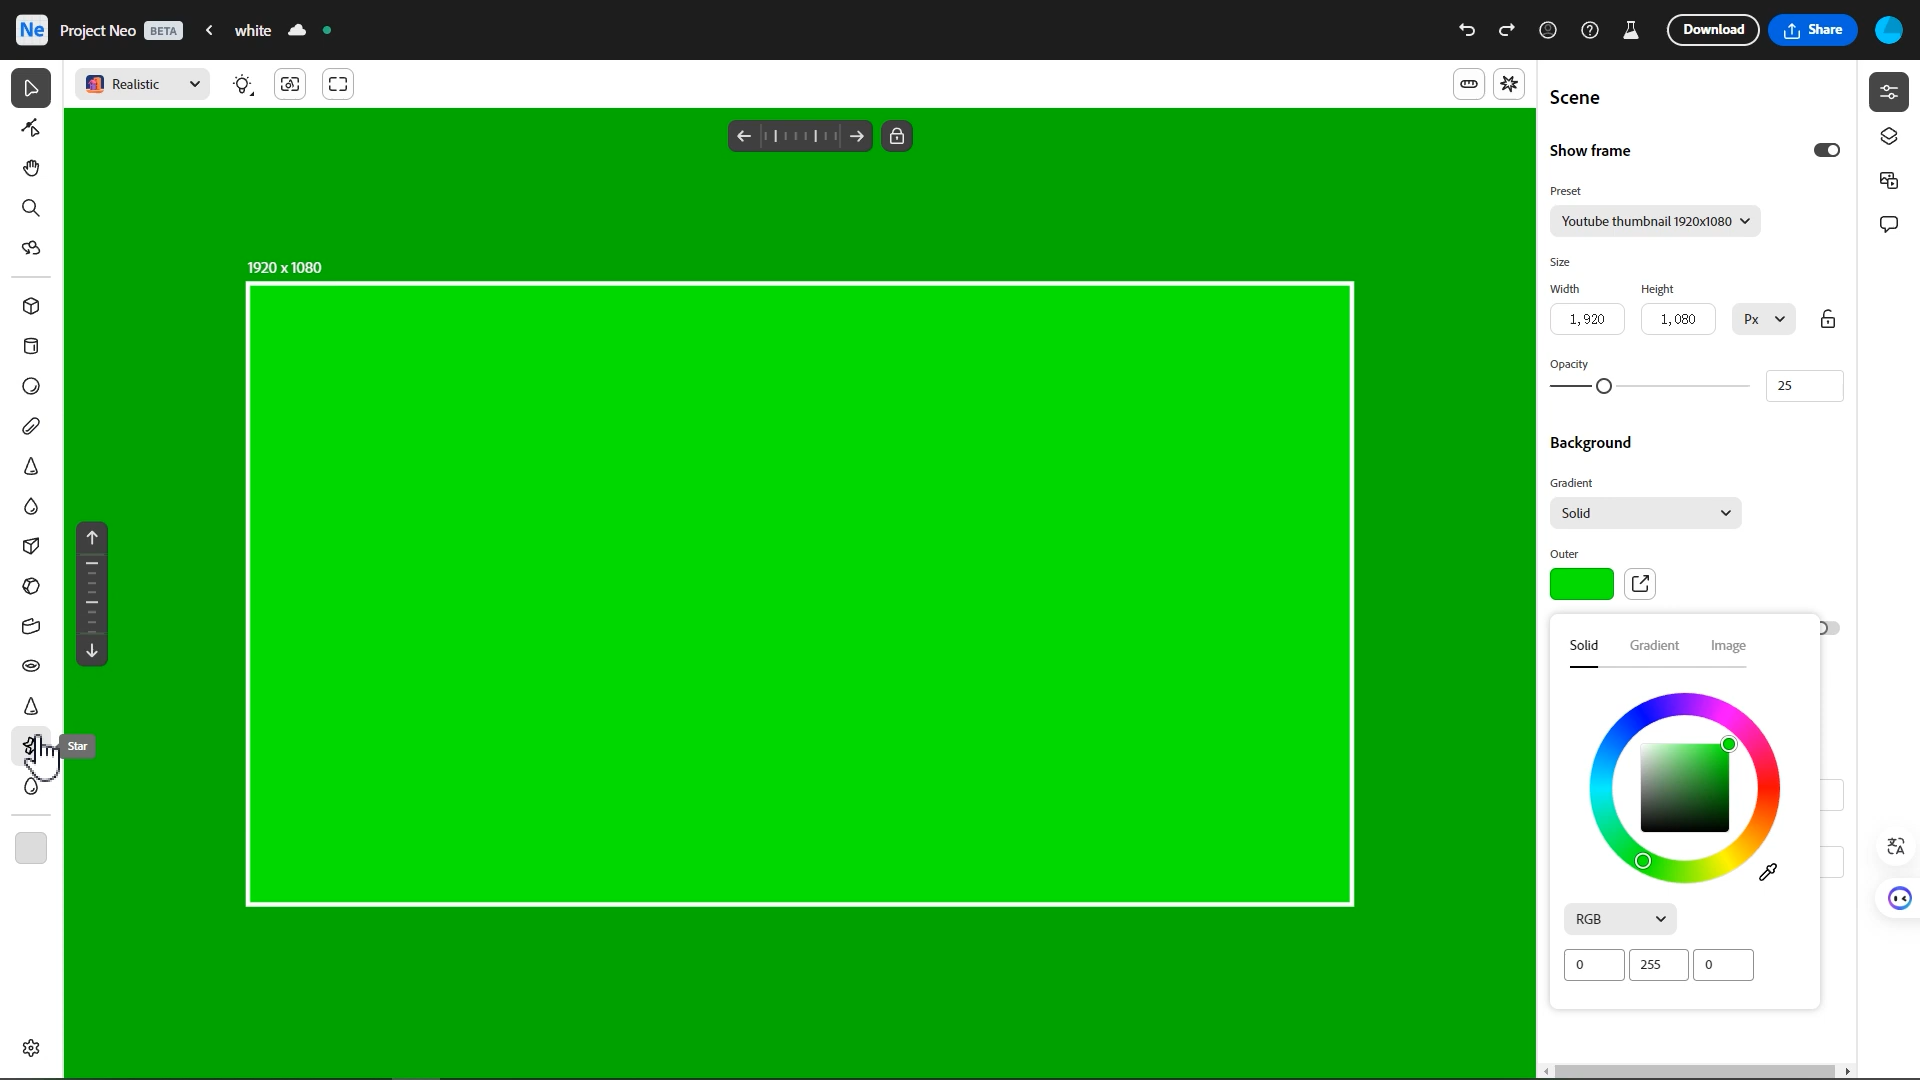 Ne Project Neo BETA white Download Share
Realistic
Scene
Show frame
Preset
Youtube thumbnail 1920x1080
1920 x 1080
Size
Width Height
1,920 1,080 Px
Opacity
25
Background
Gradient
Solid
Outer
Solid Gradient Image
Star
RGB
0 255 0